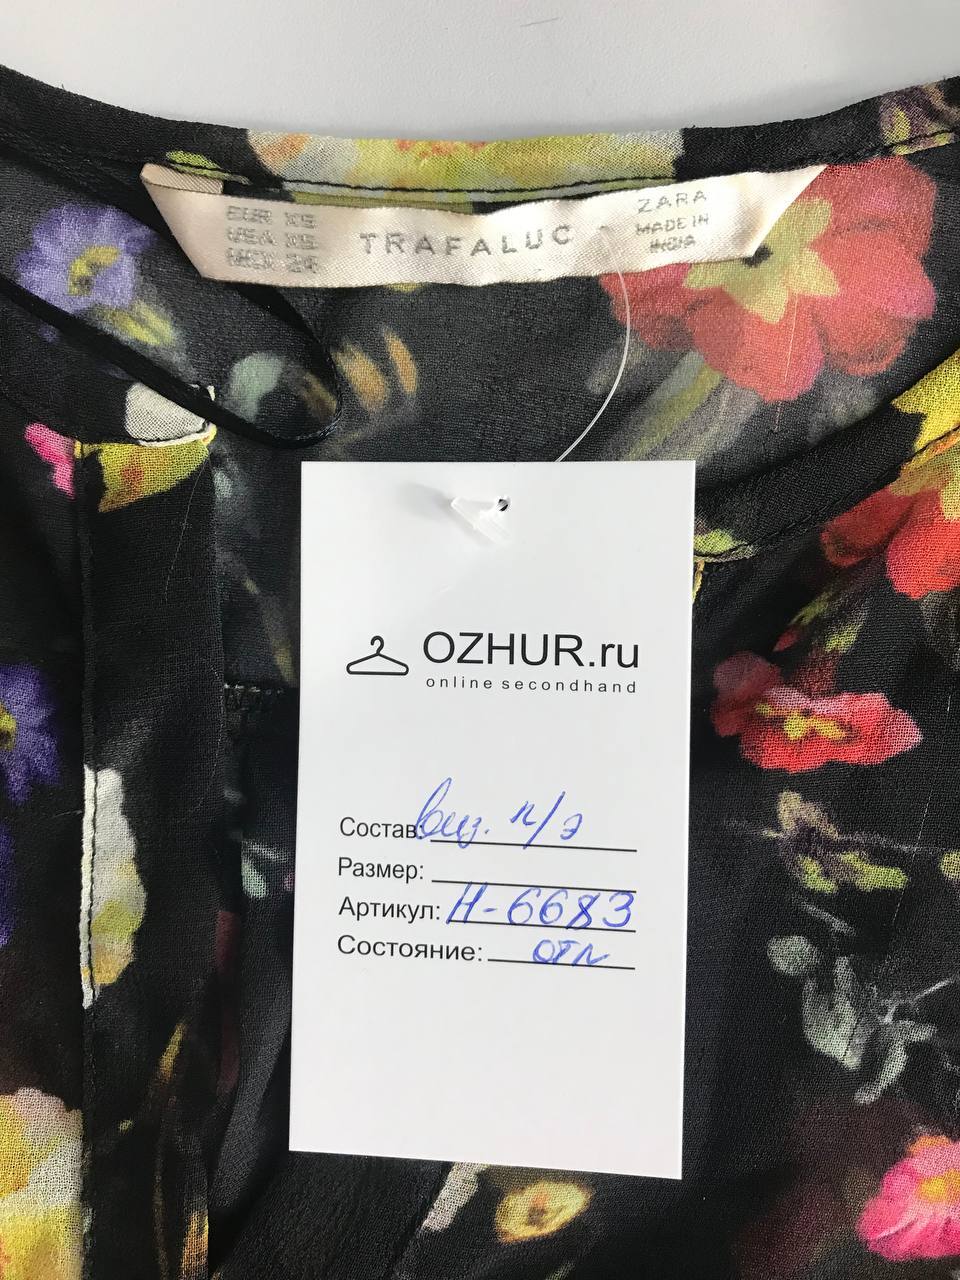 EUR XS
USA XS
MEX 24
TRAFALUC
ZARA
MADE IN
INDIA
OZHUR.ru
online secondhand
Состав: виз. п/э
Размер:
Артикул: Н-6683
Состояние: отл